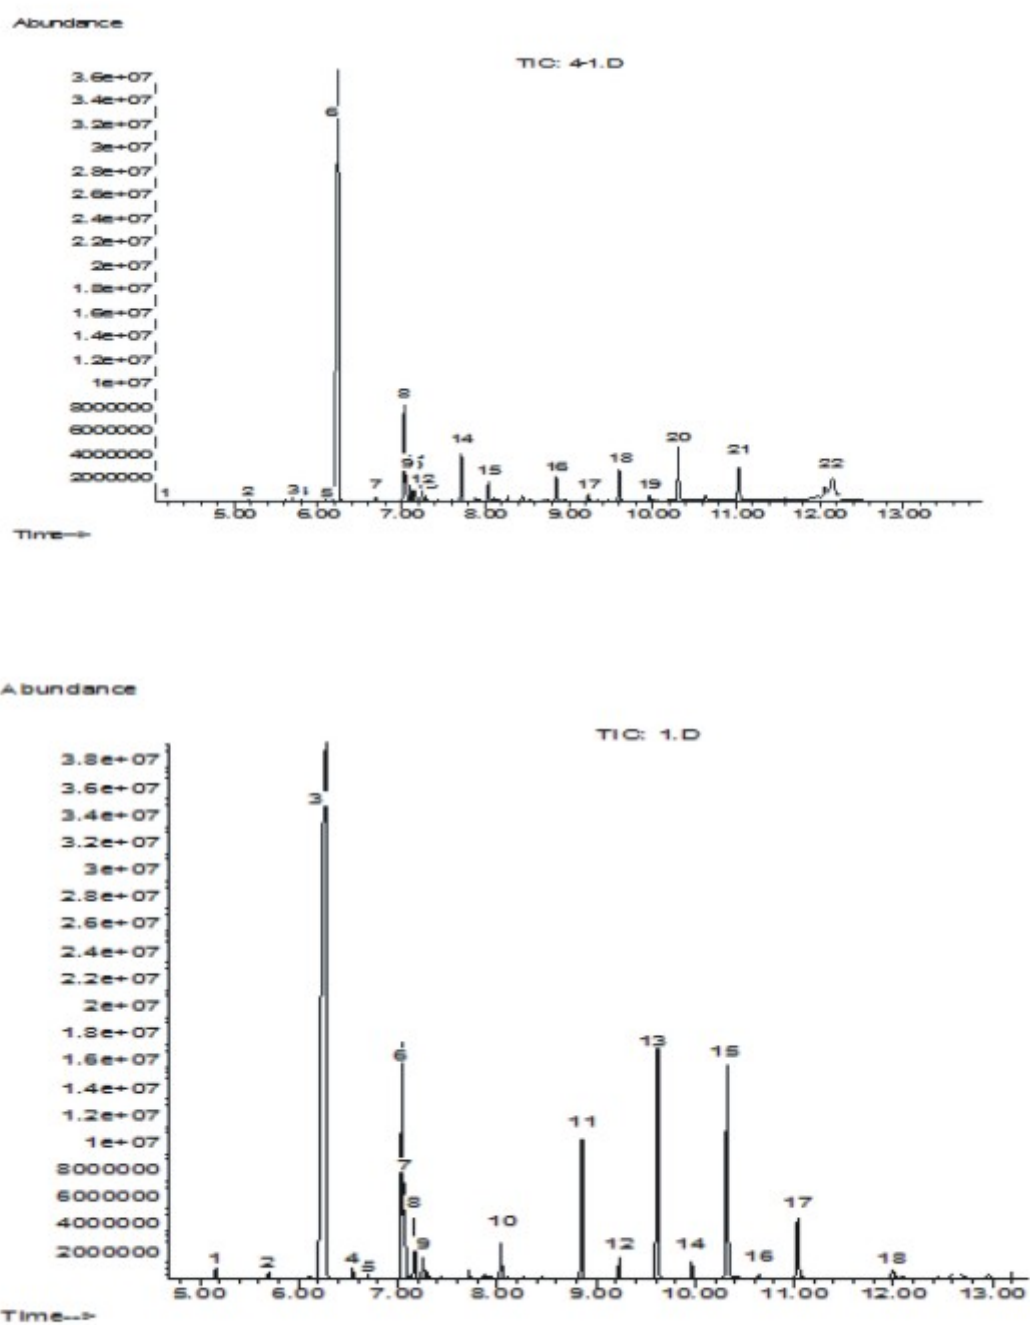 Abundance
TIC: 4-1.D
3.6e+07
3.4e+07
3.2e+07
3e+07
2.8e+07
2.6e+07
2.4e+07
2.2e+07
2e+07
1.8e+07
1.6e+07
1.4e+07
1.2e+07
1e+07
8000000
6000000
4000000
2000000
6
8
14
20
21
18
16
15
22
9
12
7
17
19
1
2
3
5
5.00 6.00 7.00 8.00 9.00 10.00 11.00 12.00 13.00
Time-->
Abundance
TIC: 1.D
3.8e+07
3.6e+07
3.4e+07
3.2e+07
3e+07
2.8e+07
2.6e+07
2.4e+07
2.2e+07
2e+07
1.8e+07
1.6e+07
1.4e+07
1.2e+07
1e+07
8000000
6000000
4000000
2000000
3
13
15
6
11
7
8
17
10
9
12
14
16
18
1
2
4
5
5.00 6.00 7.00 8.00 9.00 10.00 11.00 12.00 13.00
Time-->